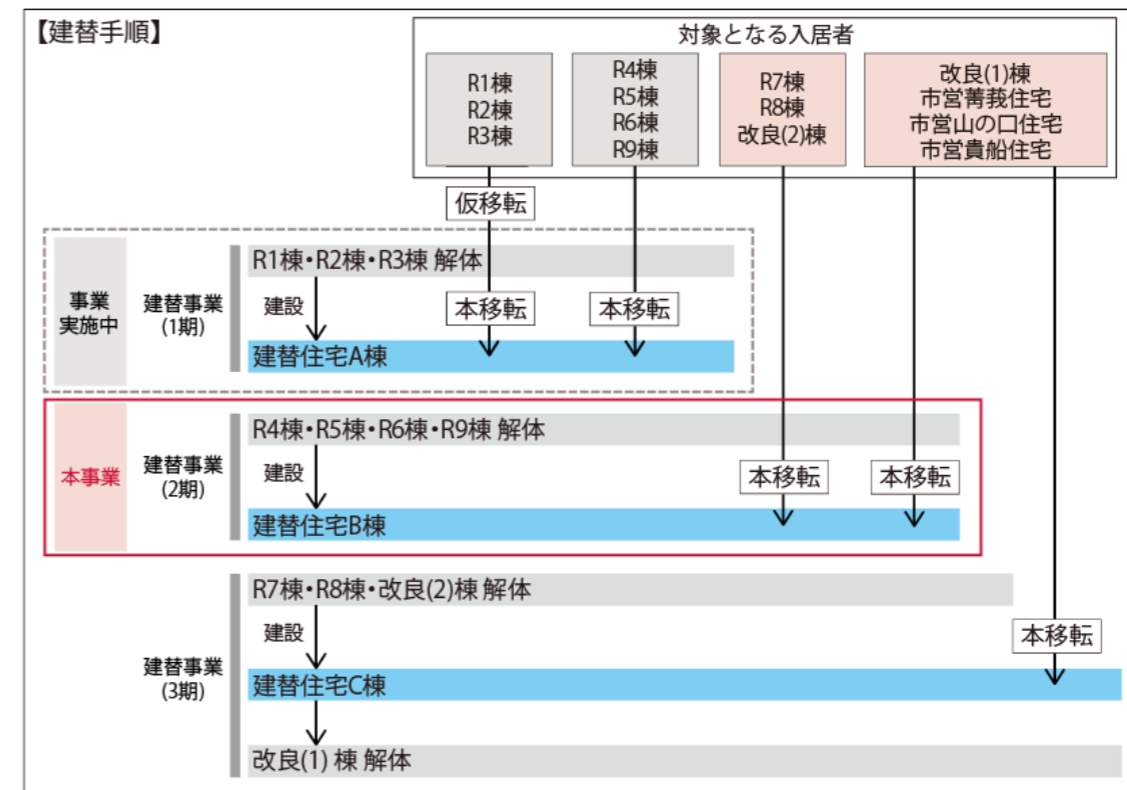 【建替手順】
対象となる入居者
R1棟
R2棟
R3棟
R4棟
R5棟
R6棟
R9棟
R7棟
R8棟
改良(2)棟
改良(1)棟
市営菁莪住宅
市営山の口住宅
市営貴船住宅
仮移転
事業
実施中
建替事業
(1期)
R1棟・R2棟・R3棟 解体
建設
本移転
本移転
建替住宅A棟
本事業
建替事業
(2期)
R4棟・R5棟・R6棟・R9棟 解体
建設
本移転
本移転
建替住宅B棟
建替事業
(3期)
R7棟・R8棟・改良(2)棟 解体
建設
本移転
建替住宅C棟
改良(1) 棟 解体